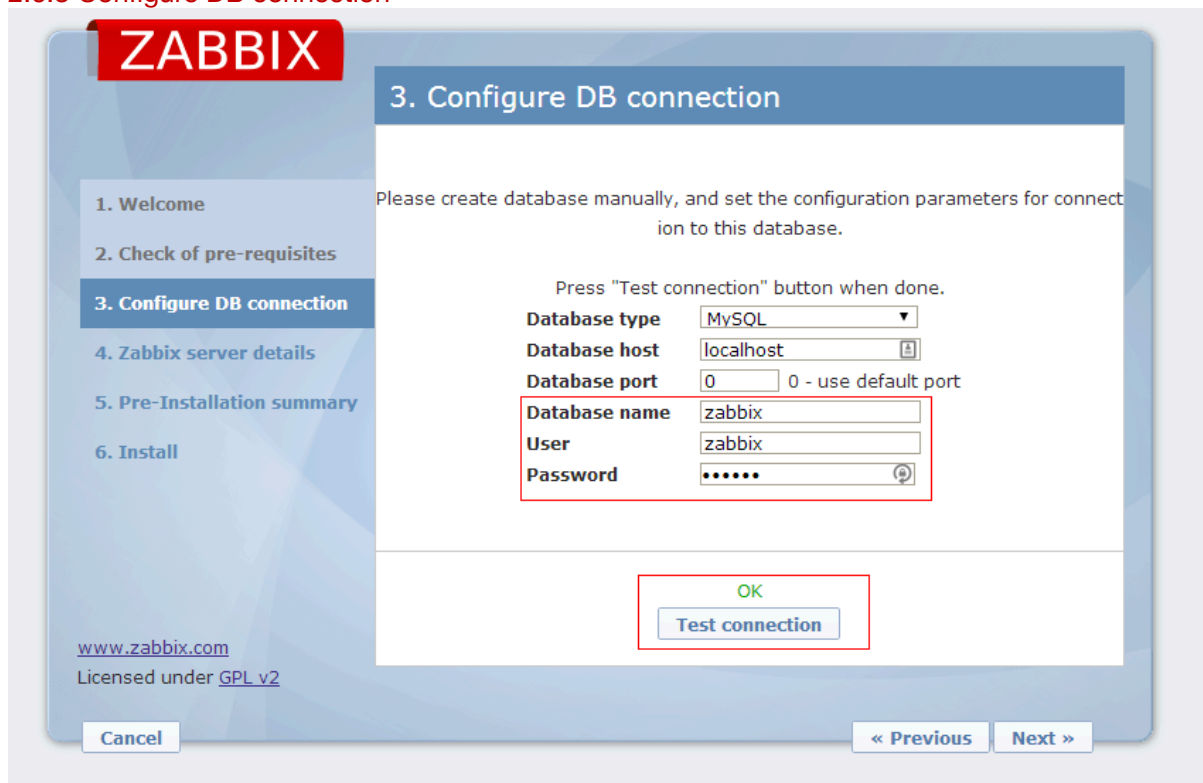 ZABBIX
3. Configure DB connection
1. Welcome
2. Check of pre-requisites
3. Configure DB connection
4. Zabbix server details
5. Pre-Installation summary
6. Install
Please create database manually, and set the configuration parameters for connect
ion to this database.
Press "Test connection" button when done.
Database type MySQL
Database host localhost
Database port 0 0 - use default port
Database name zabbix
User zabbix
Password ••••••
OK
Test connection
www.zabbix.com
Licensed under GPL v2
Cancel « Previous Next »